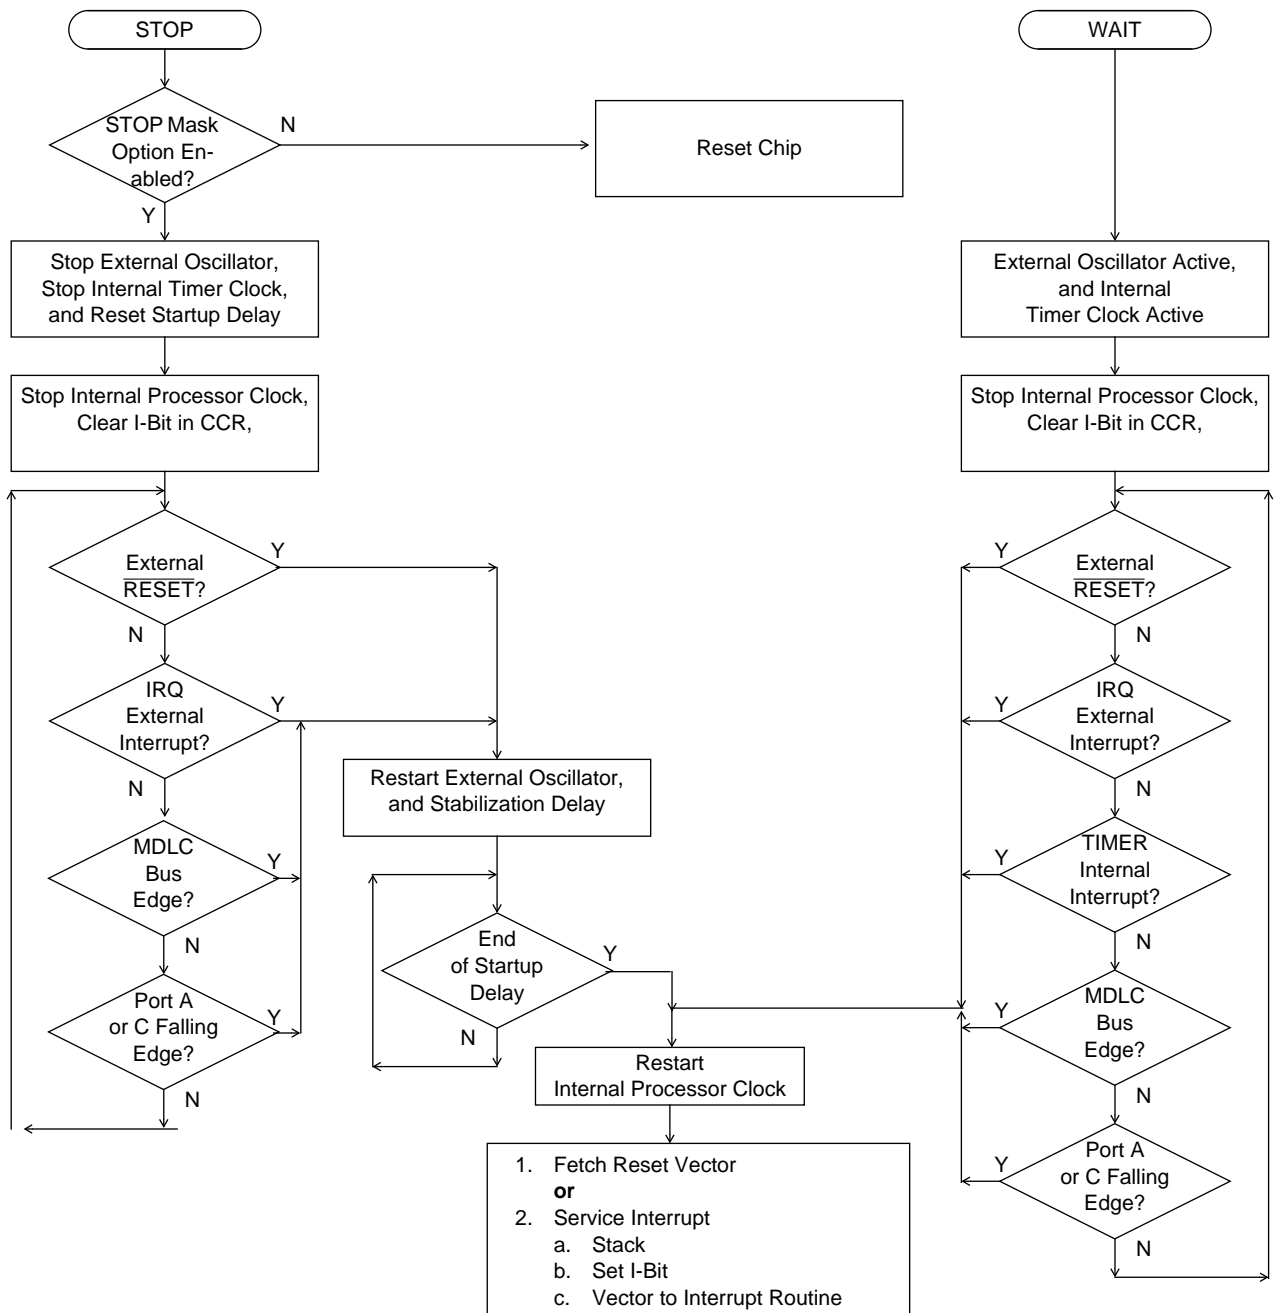 STOP
WAIT
STOP Mask
Option En-
abled?
N
Reset Chip
Y
Stop External Oscillator,
Stop Internal Timer Clock,
and Reset Startup Delay
External Oscillator Active,
and Internal
Timer Clock Active
Stop Internal Processor Clock,
Clear I-Bit in CCR,
Stop Internal Processor Clock,
Clear I-Bit in CCR,
External
RESET?
Y
N
IRQ
External
Interrupt?
Y
N
MDLC
Bus
Edge?
Y
N
Port A
or C Falling
Edge?
Y
N
Restart External Oscillator,
and Stabilization Delay
End
of Startup
Delay
Y
N
Restart
Internal Processor Clock
1. Fetch Reset Vector
or
2. Service Interrupt
a. Stack
b. Set I-Bit
c. Vector to Interrupt Routine
Y
External
RESET?
N
Y
IRQ
External
Interrupt?
N
Y
TIMER
Internal
Interrupt?
N
Y
MDLC
Bus
Edge?
N
Y
Port A
or C Falling
Edge?
N